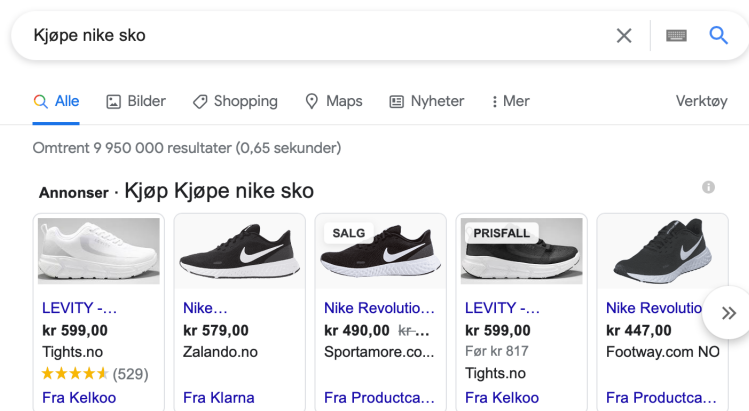 Kjøpe nike sko
Alle Bilder Shopping Maps Nyheter Mer Verktøy
Omtrent 9 950 000 resultater (0,65 sekunder)
Annonser · Kjøp Kjøpe nike sko
SALG PRISFALL
LEVITY -... Nike... Nike Revolutio... LEVITY -... Nike Revolutio
kr 599,00 kr 579,00 kr 490,00 kr... kr 599,00 kr 447,00
Tights.no Zalando.no Sportamore.co... Før kr 817 Footway.com NO
(529) Tights.no
Fra Kelkoo Fra Klarna Fra Productca... Fra Kelkoo Fra Productca...